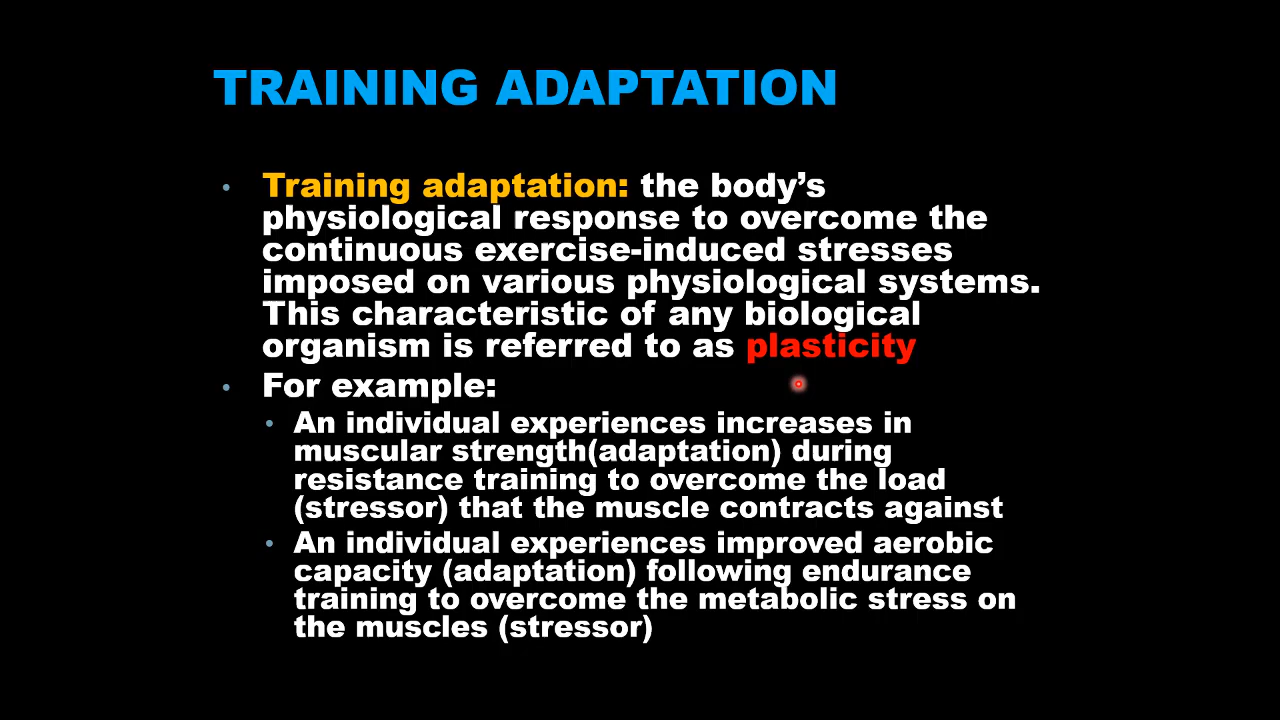 TRAINING ADAPTATION
• Training adaptation: the body’s
physiological response to overcome the
continuous exercise-induced stresses
imposed on various physiological systems.
This characteristic of any biological
organism is referred to as plasticity
• For example:
• An individual experiences increases in
muscular strength(adaptation) during
resistance training to overcome the load
(stressor) that the muscle contracts against
• An individual experiences improved aerobic
capacity (adaptation) following endurance
training to overcome the metabolic stress on
the muscles (stressor)